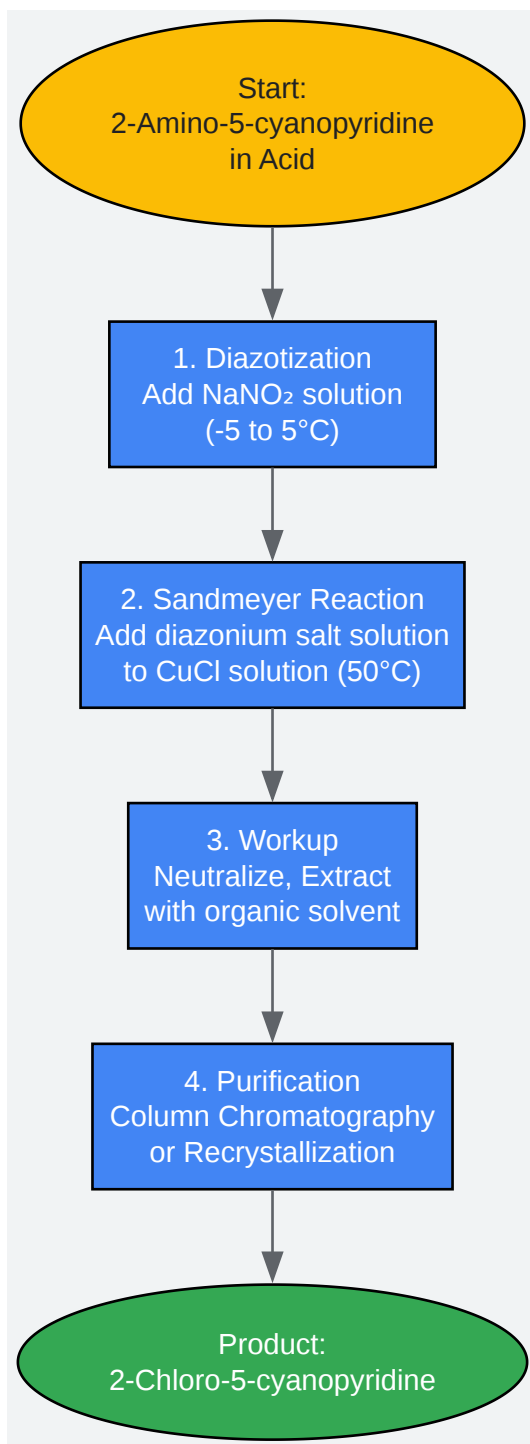 Start:
2-Amino-5-cyanopyridine
in Acid
1. Diazotization
Add NaNO₂ solution
(-5 to 5°C)
2. Sandmeyer Reaction
Add diazonium salt solution
to CuCl solution (50°C)
3. Workup
Neutralize, Extract
with organic solvent
4. Purification
Column Chromatography
or Recrystallization
Product:
2-Chloro-5-cyanopyridine